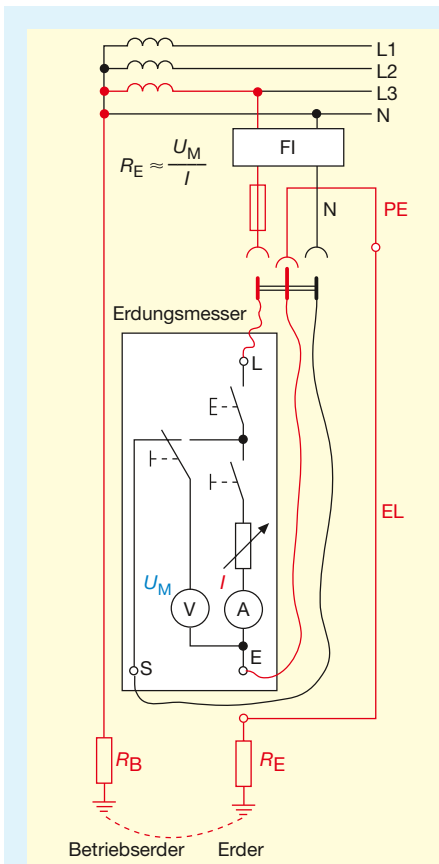 L1
L2
L3
N
FI
R_E ≈ U_M / I
N
PE
Erdungsmesser
L
EL
U_M
I
V
A
S
E
R_B
R_E
Betriebserder
Erder